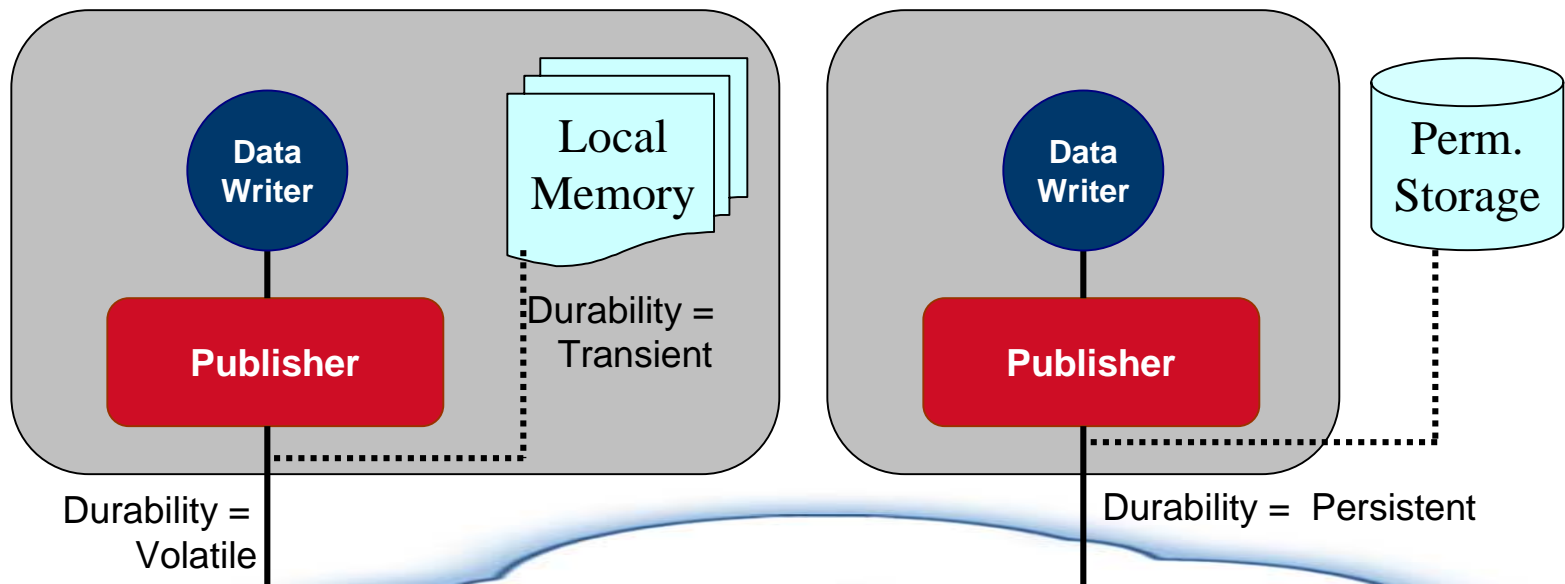 Data
Writer
Local
Memory
Publisher
Durability =
Transient
Durability =
Volatile
Data
Writer
Perm.
Storage
Publisher
Durability = Persistent